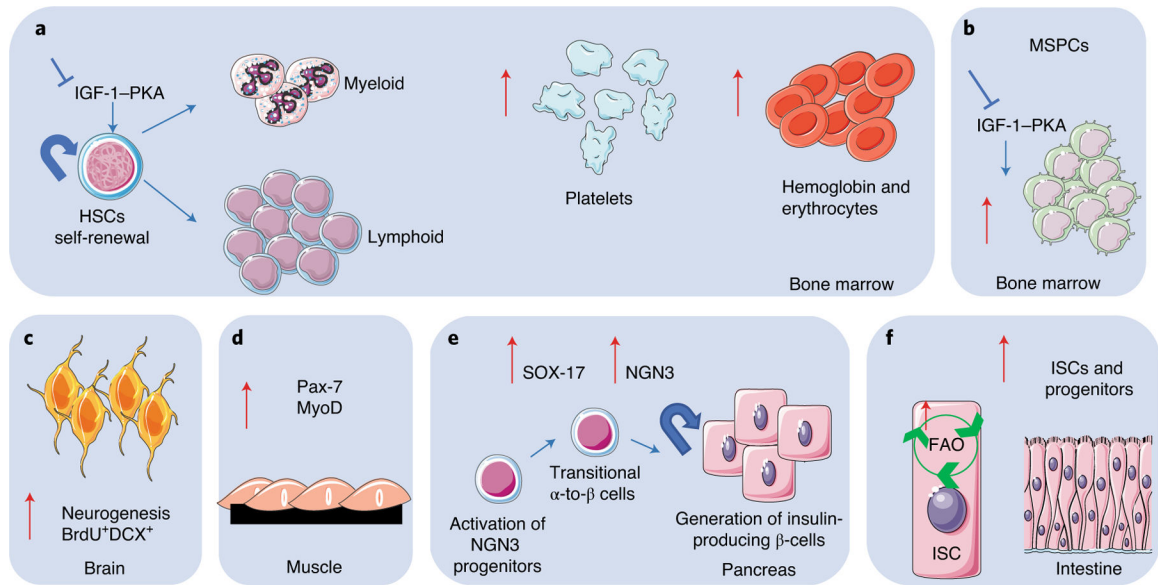 a
IGF-1–PKA
HSCs
self-renewal
Myeloid
Lymphoid
Platelets
Hemoglobin and
erythrocytes
Bone marrow
b
MSPCs
IGF-1–PKA
Bone marrow
c
Neurogenesis
BrdU⁺DCX⁺
Brain
d
Pax-7
MyoD
Muscle
e
SOX-17
NGN3
Activation of
NGN3
progenitors
Transitional
α-to-β cells
Generation of insulin-
producing β-cells
Pancreas
f
ISCs and
progenitors
FAO
ISC
Intestine